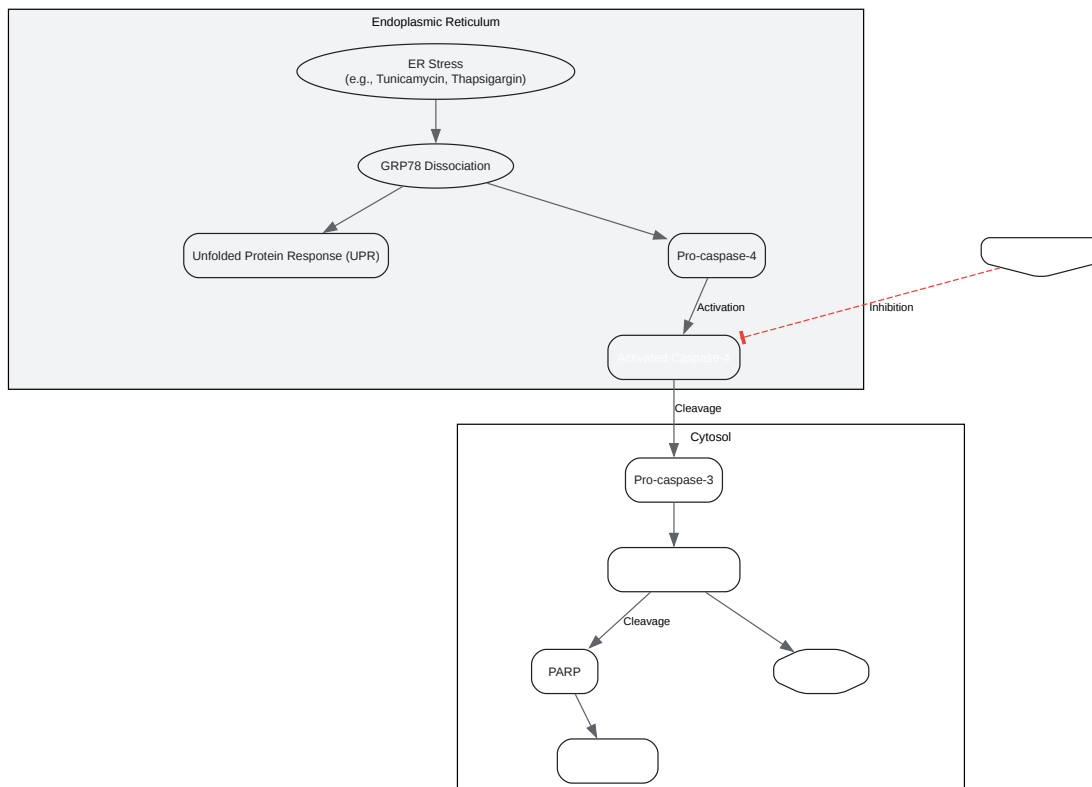 Endoplasmic Reticulum
ER Stress
(e.g., Tunicamycin, Thapsigargin)
GRP78 Dissociation
Unfolded Protein Response (UPR)
Pro-caspase-4
Activation
Inhibition
Activated Caspase-4
Cleavage
Cytosol
Pro-caspase-3
Cleavage
PARP